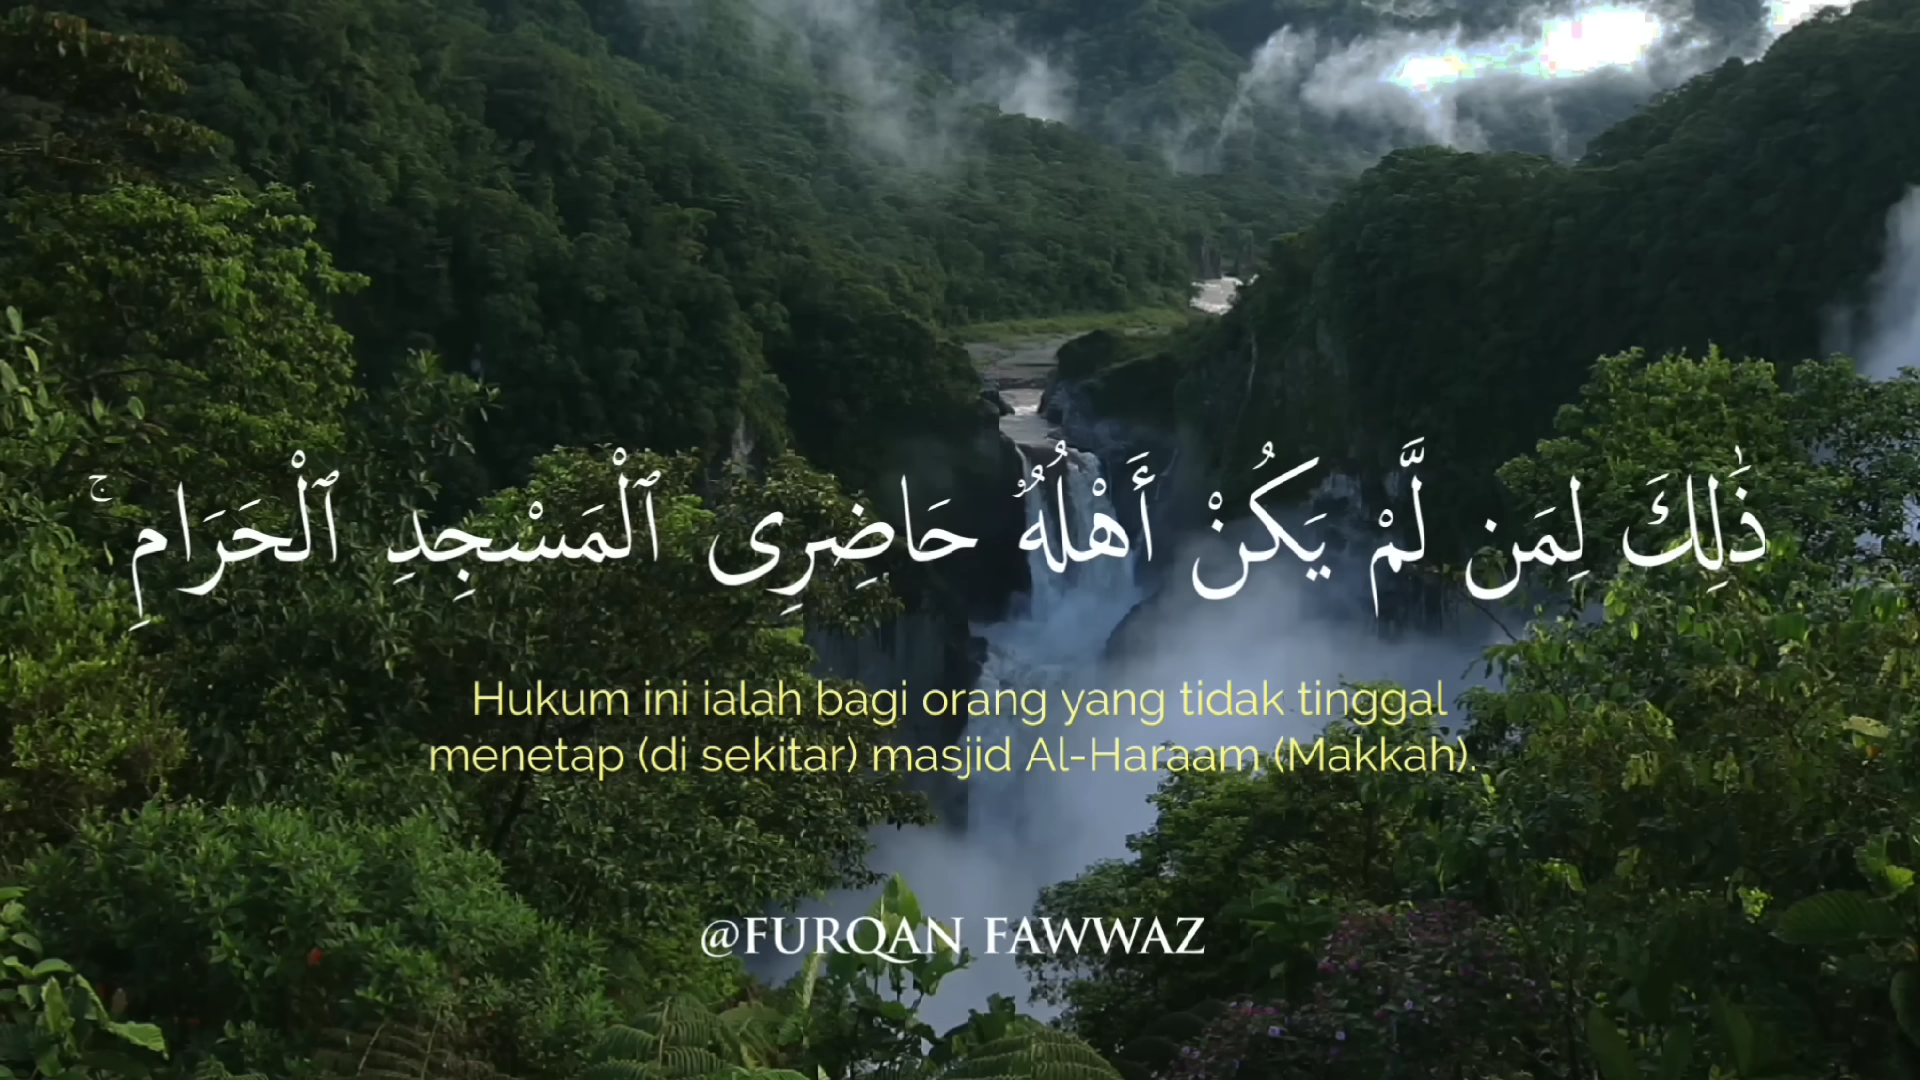 ذَٰلِكَ لِمَن لَّمْ يَكُنْ أَهْلُهُۥ حَاضِرِى ٱلْمَسْجِدِ ٱلْحَرَامِ ۚ
Hukum ini ialah bagi orang yang tidak tinggal
menetap (di sekitar) masjid Al-Haraam (Makkah).
@FURQAN FAWWAZ